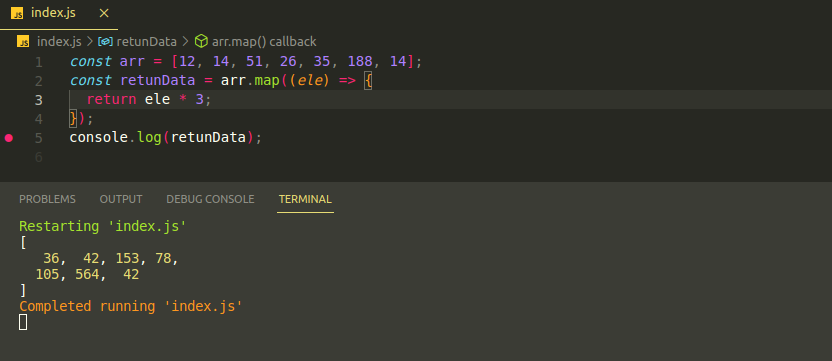 JS index.js ×
JS index.js > retunData > arr.map() callback
1 const arr = [12, 14, 51, 26, 35, 188, 14];
2 const retunData = arr.map((ele) => {
3 return ele * 3;
4 });
5 console.log(retunData);
6
PROBLEMS OUTPUT DEBUG CONSOLE TERMINAL
Restarting 'index.js'
[
36, 42, 153, 78,
105, 564, 42
]
Completed running 'index.js'